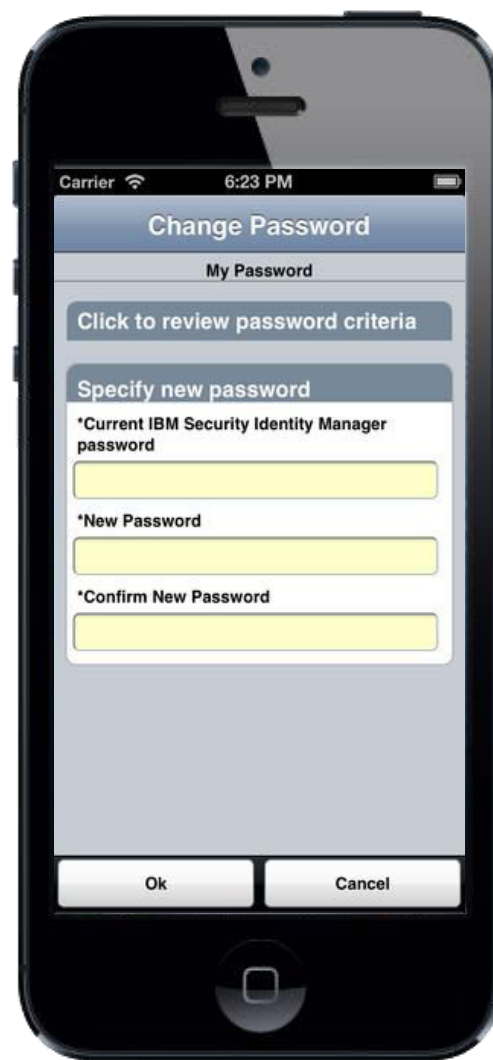 Carrier 6:23 PM
Change Password
My Password
Click to review password criteria
Specify new password
*Current IBM Security Identity Manager
password
*New Password
*Confirm New Password
Ok Cancel